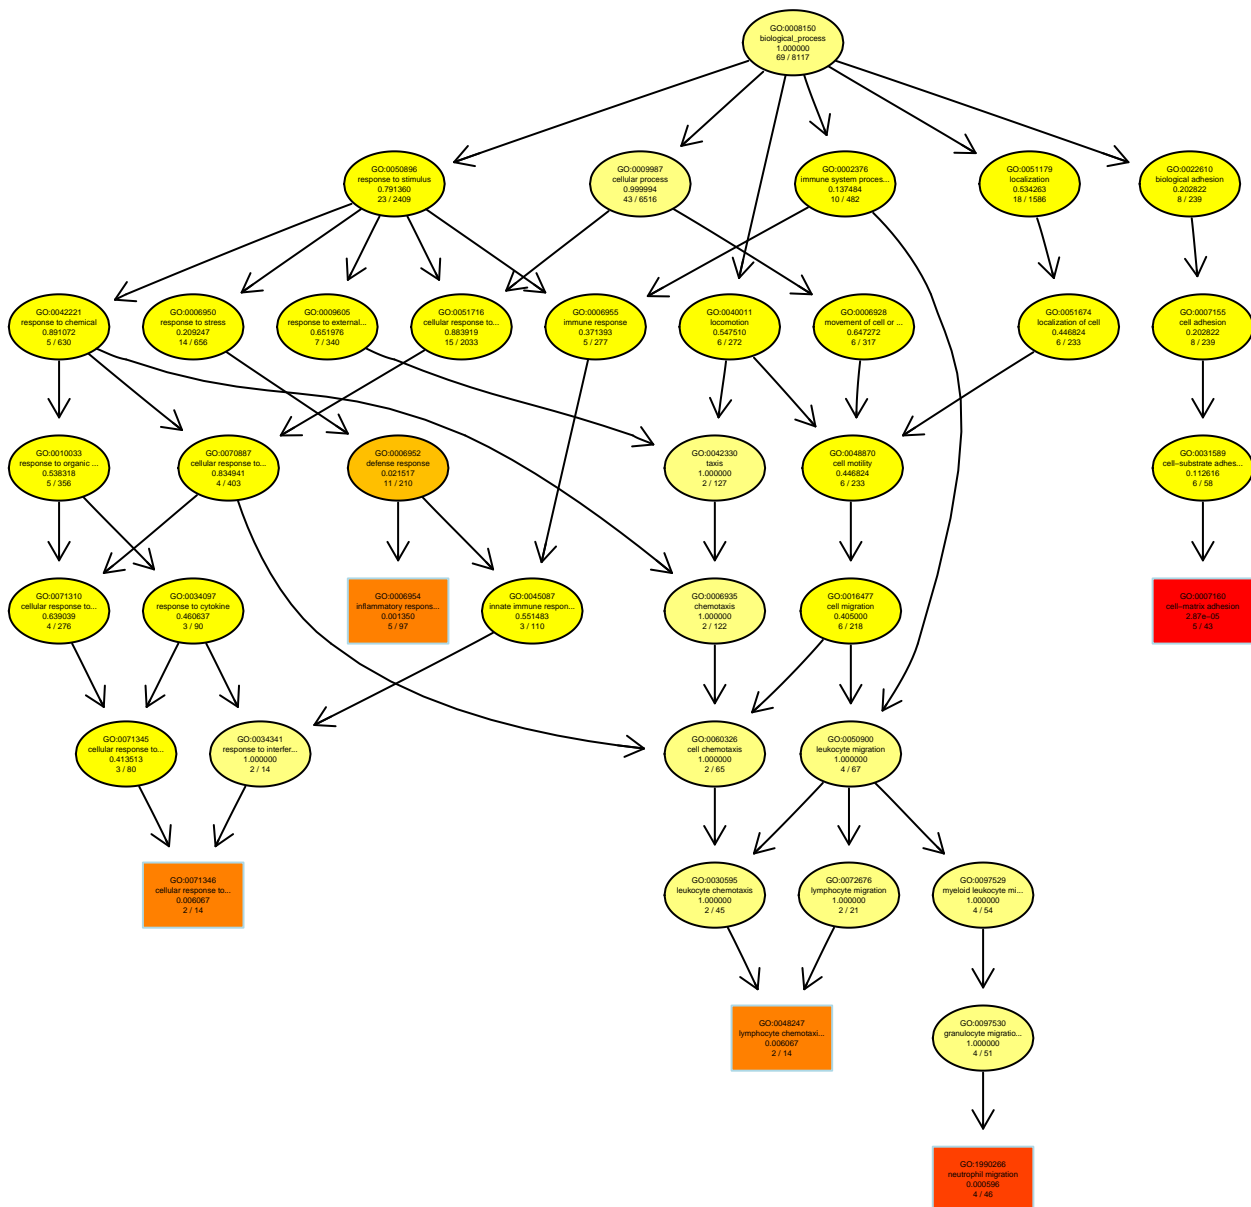 GO:0008150
biological_process
1.000000
69 / 8117
GO:0050896
response to stimulus
0.791360
23 / 2409
GO:0009987
cellular process
0.999994
43 / 6516
GO:0002376
immune system proces...
0.137484
10 / 482
GO:0051179
localization
0.534263
18 / 1586
GO:0022610
biological adhesion
0.202822
8 / 239
GO:0042221
response to chemical
0.891072
5 / 630
GO:0006950
response to stress
0.209247
14 / 656
GO:0009605
response to external...
0.651976
7 / 340
GO:0051716
cellular response to...
0.883919
15 / 2033
GO:0006955
immune response
0.371393
5 / 277
GO:0040011
locomotion
0.547510
6 / 272
GO:0006928
movement of cell or ...
0.647272
6 / 317
GO:0051674
localization of cell
0.446824
6 / 233
GO:0007155
cell adhesion
0.202822
8 / 239
GO:0010033
response to organic ...
0.538318
5 / 356
GO:0070887
cellular response to...
0.834941
4 / 403
GO:0006952
defense response
0.021517
11 / 210
GO:0042330
taxis
1.000000
2 / 127
GO:0048870
cell motility
0.446824
6 / 233
GO:0031589
cell−substrate adhes...
0.112616
6 / 58
GO:0071310
cellular response to...
0.639039
4 / 276
GO:0034097
response to cytokine
0.460637
3 / 90
GO:0006954
inflammatory respons...
0.001350
5 / 97
GO:0045087
innate immune respon...
0.551483
3 / 110
GO:0006935
chemotaxis
1.000000
2 / 122
GO:0016477
cell migration
0.405000
6 / 218
GO:0007160
cell−matrix adhesion
2.87e−05
5 / 43
GO:0071345
cellular response to...
0.413513
3 / 80
GO:0034341
response to interfer...
1.000000
2 / 14
GO:0060326
cell chemotaxis
1.000000
2 / 65
GO:0050900
leukocyte migration
1.000000
4 / 67
GO:0071346
cellular response to...
0.006067
2 / 14
GO:0030595
leukocyte chemotaxis
1.000000
2 / 45
GO:0072676
lymphocyte migration
1.000000
2 / 21
GO:0097529
myeloid leukocyte mi...
1.000000
4 / 54
GO:0048247
lymphocyte chemotaxi...
0.006067
2 / 14
GO:0097530
granulocyte migratio...
1.000000
4 / 51
GO:1990266
neutrophil migration
0.000596
4 / 46